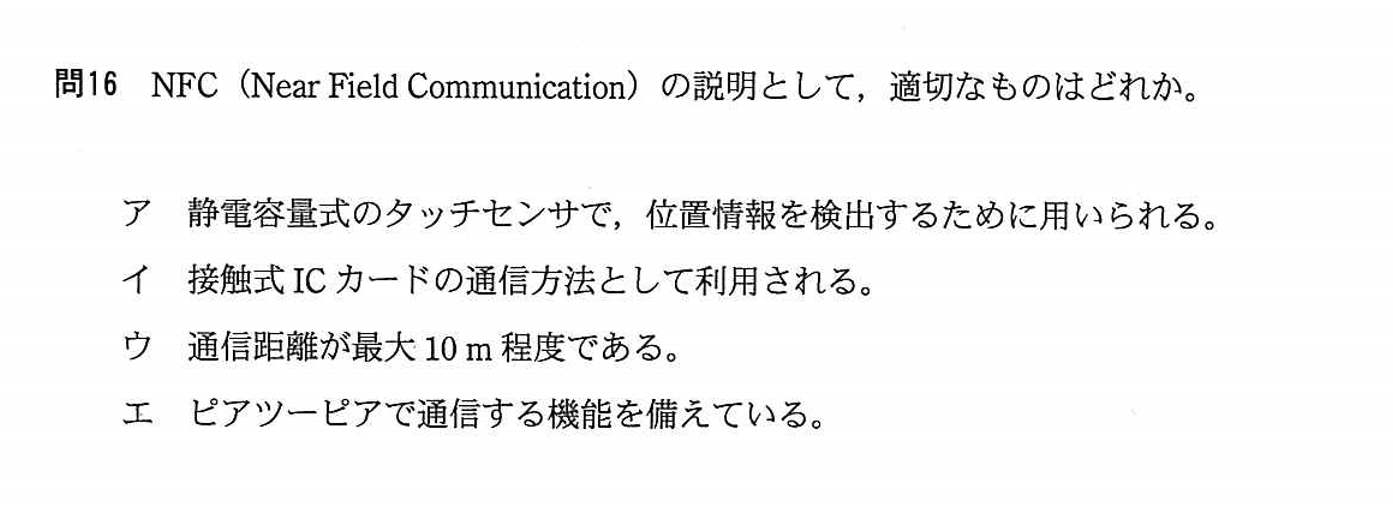 問16 NFC（Near Field Communication）の説明として，適切なものはどれか。
ア 静電容量式のタッチセンサで，位置情報を検出するために用いられる。
イ 接触式 IC カードの通信方法として利用される。
ウ 通信距離が最大 10 m 程度である。
エ ピアツーピアで通信する機能を備えている。